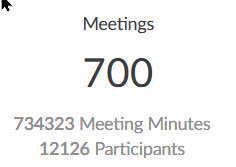 Meetings
700
734323 Meeting Minutes
12126 Participants